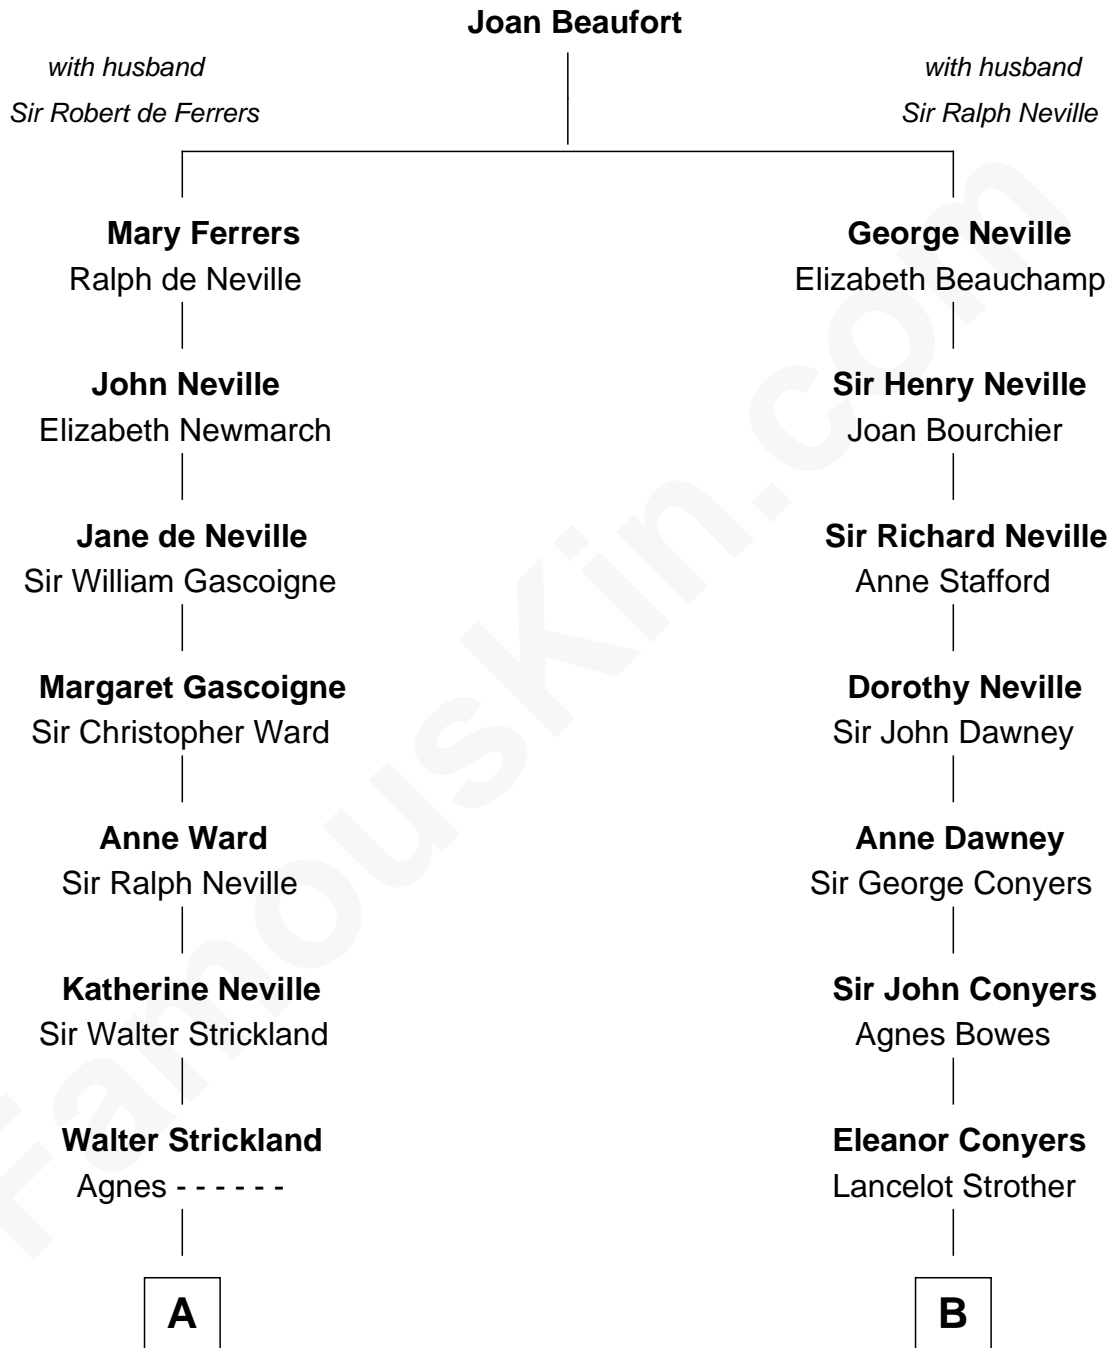 Joan Beaufort
with husband
Sir Robert de Ferrers
with husband
Sir Ralph Neville
Mary Ferrers
Ralph de Neville
George Neville
Elizabeth Beauchamp
John Neville
Elizabeth Newmarch
Sir Henry Neville
Joan Bourchier
Jane de Neville
Sir William Gascoigne
Sir Richard Neville
Anne Stafford
Margaret Gascoigne
Sir Christopher Ward
Dorothy Neville
Sir John Dawney
Anne Ward
Sir Ralph Neville
Anne Dawney
Sir George Conyers
Katherine Neville
Sir Walter Strickland
Sir John Conyers
Agnes Bowes
Walter Strickland
Agnes - - - - - -
Eleanor Conyers
Lancelot Strother
A
B
FamousKin.com